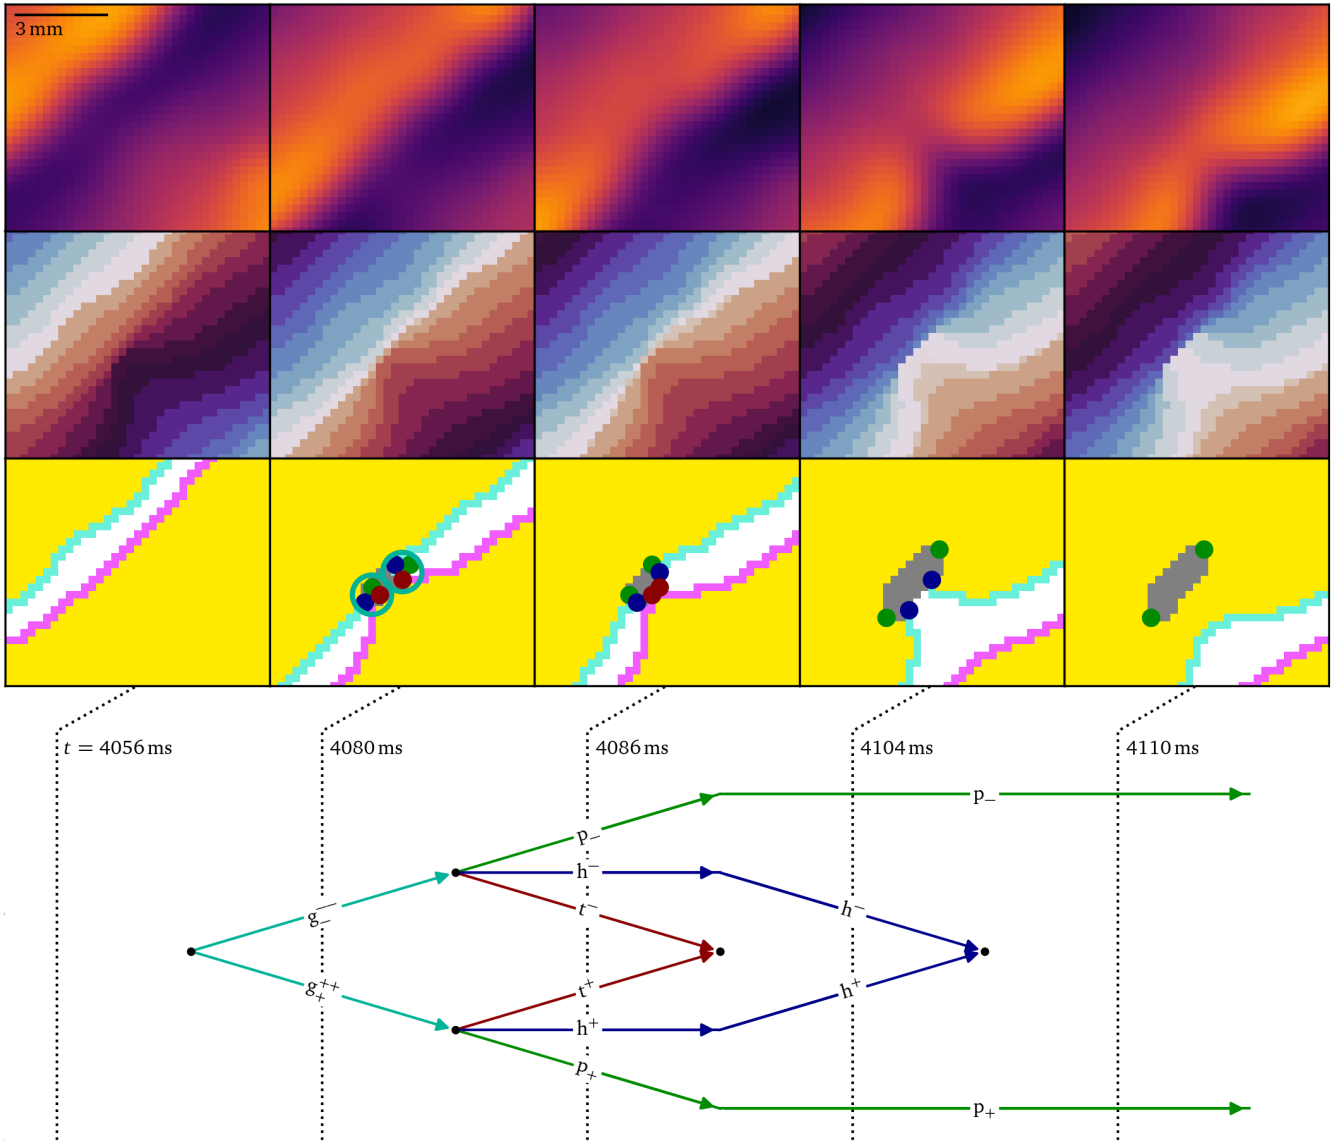 3 mm
t = 4056 ms
4080 ms
4086 ms
4104 ms
4110 ms
p₋
p₋
h⁻
g₋⁻⁻
t⁻
h⁻
g₊⁺⁺
t⁺
h⁺
h⁺
p₊
p₊